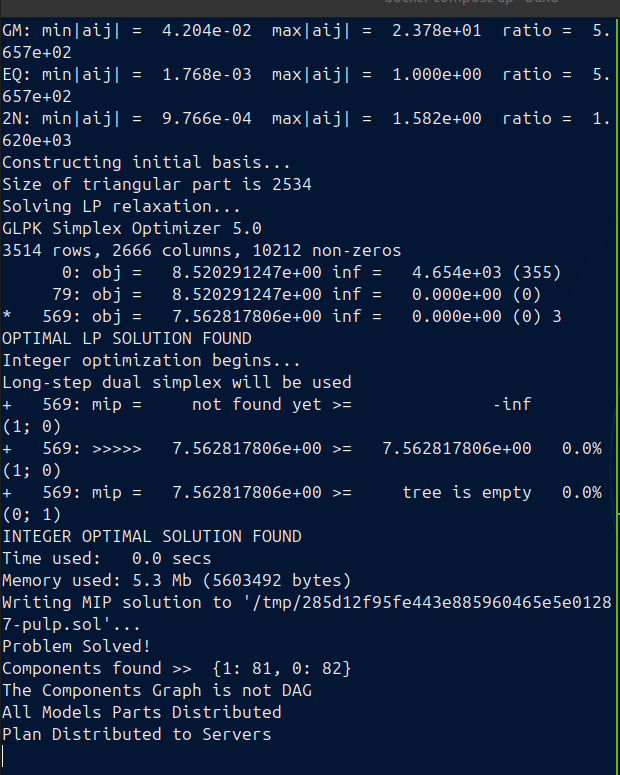 Docker compose up - Duku
GM: min|aij| =  4.204e-02  max|aij| =  2.378e+01  ratio =  5.
657e+02
EQ: min|aij| =  1.768e-03  max|aij| =  1.000e+00  ratio =  5.
657e+02
2N: min|aij| =  9.766e-04  max|aij| =  1.582e+00  ratio =  1.
620e+03
Constructing initial basis...
Size of triangular part is 2534
Solving LP relaxation...
GLPK Simplex Optimizer 5.0
3514 rows, 2666 columns, 10212 non-zeros
      0: obj =   8.520291247e+00 inf =   4.654e+03 (355)
     79: obj =   8.520291247e+00 inf =   0.000e+00 (0)
*   569: obj =   7.562817806e+00 inf =   0.000e+00 (0) 3
OPTIMAL LP SOLUTION FOUND
Integer optimization begins...
Long-step dual simplex will be used
+   569: mip =     not found yet >=              -inf
(1; 0)
+   569: >>>>>   7.562817806e+00 >=   7.562817806e+00   0.0%
(1; 0)
+   569: mip =   7.562817806e+00 >=     tree is empty   0.0%
(0; 1)
INTEGER OPTIMAL SOLUTION FOUND
Time used:   0.0 secs
Memory used: 5.3 Mb (5603492 bytes)
Writing MIP solution to '/tmp/285d12f95fe443e885960465e5e0128
7-pulp.sol'...
Problem Solved!
Components found >>  {1: 81, 0: 82}
The Components Graph is not DAG
All Models Parts Distributed
Plan Distributed to Servers